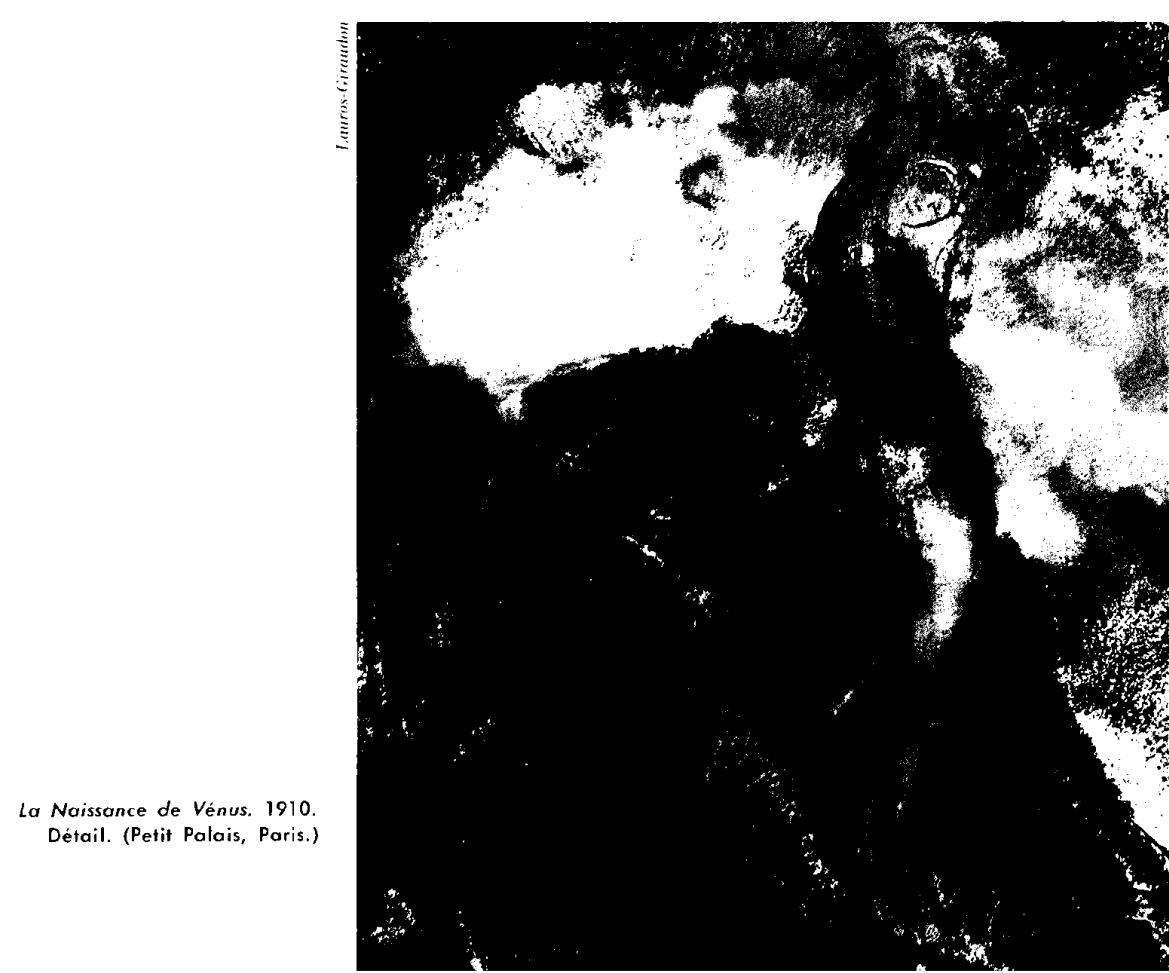 Lauros-Giraudon
La Naissance de Vénus. 1910.
Détail. (Petit Palais, Paris.)